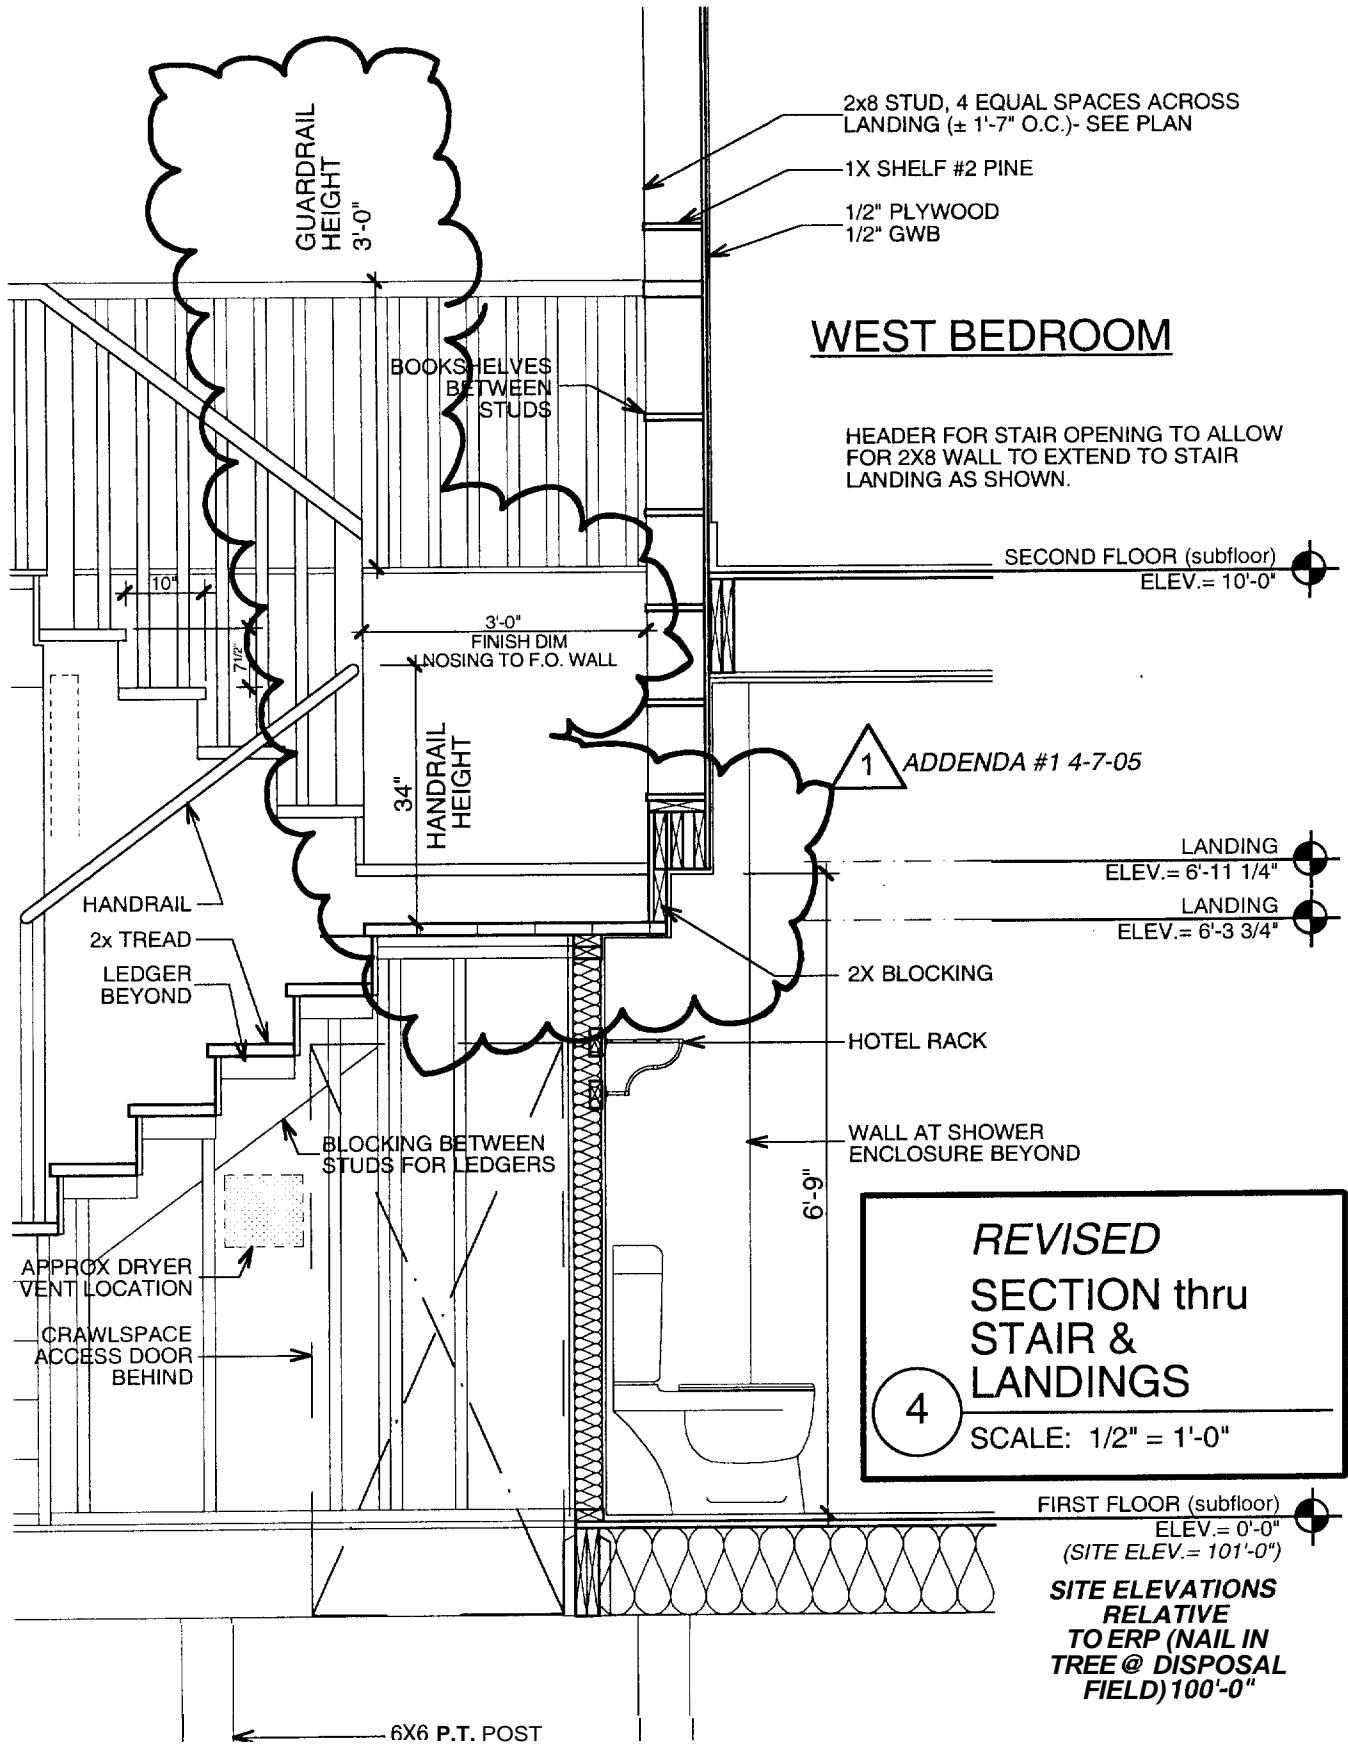 GUARDRAIL
HEIGHT
3'-0"
2x8 STUD, 4 EQUAL SPACES ACROSS
LANDING (± 1'-7" O.C.)- SEE PLAN
1X SHELF #2 PINE
1/2" PLYWOOD
1/2" GWB
WEST BEDROOM
BOOKSHELVES
BETWEEN
STUDS
HEADER FOR STAIR OPENING TO ALLOW
FOR 2X8 WALL TO EXTEND TO STAIR
LANDING AS SHOWN.
SECOND FLOOR (subfloor)
ELEV.= 10'-0"
10"
7 1/2"
3'-0"
FINISH DIM
NOSING TO F.O. WALL
34"
HANDRAIL
HEIGHT
1
ADDENDA #1 4-7-05
LANDING
ELEV.= 6'-11 1/4"
LANDING
ELEV.= 6'-3 3/4"
HANDRAIL
2x TREAD
LEDGER
BEYOND
2X BLOCKING
HOTEL RACK
BLOCKING BETWEEN
STUDS FOR LEDGERS
WALL AT SHOWER
ENCLOSURE BEYOND
6'-9"
APPROX DRYER
VENT LOCATION
CRAWLSPACE
ACCESS DOOR
BEHIND
REVISED
SECTION thru
STAIR &
LANDINGS
4
SCALE: 1/2" = 1'-0"
FIRST FLOOR (subfloor)
ELEV.= 0'-0"
(SITE ELEV.= 101'-0")
SITE ELEVATIONS
RELATIVE
TO ERP (NAIL IN
TREE @ DISPOSAL
FIELD) 100'-0"
6X6 P.T. POST